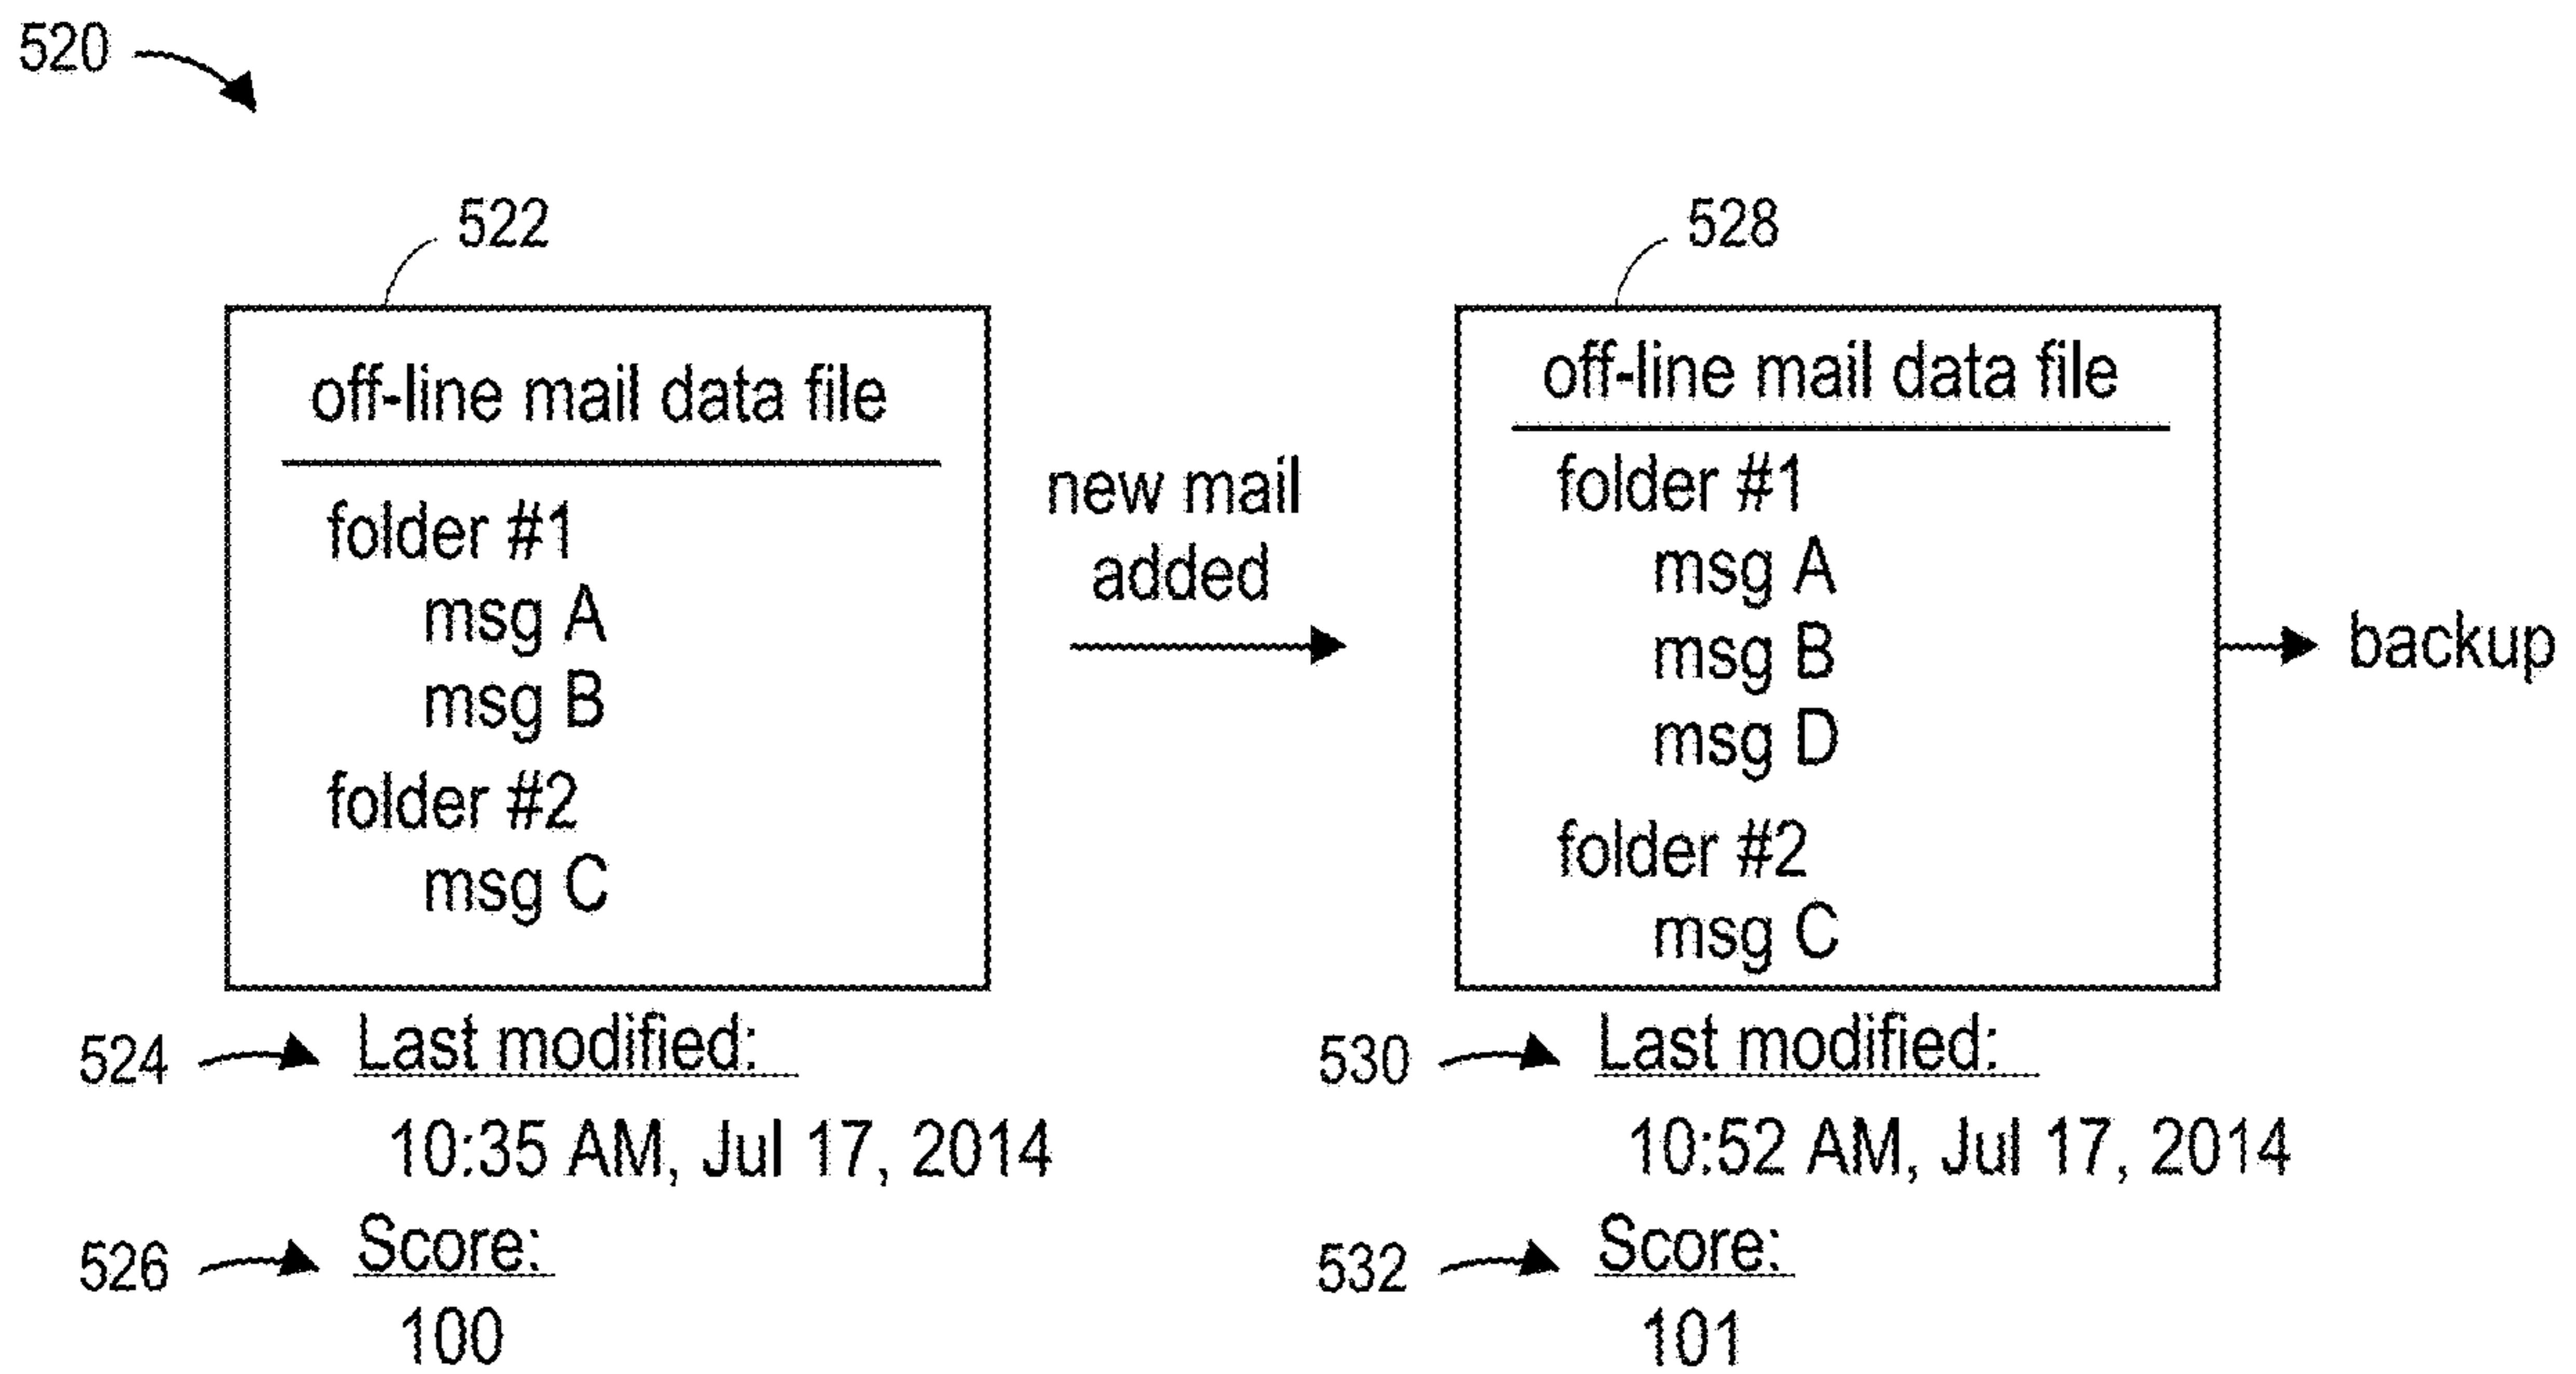 520
522
off-line mail data file
folder #1
msg A
msg B
folder #2
msg C
524
Last modified:
10:35 AM, Jul 17, 2014
526
Score:
100
new mail
added
528
off-line mail data file
folder #1
msg A
msg B
msg D
folder #2
msg C
backup
530
Last modified:
10:52 AM, Jul 17, 2014
532
Score:
101